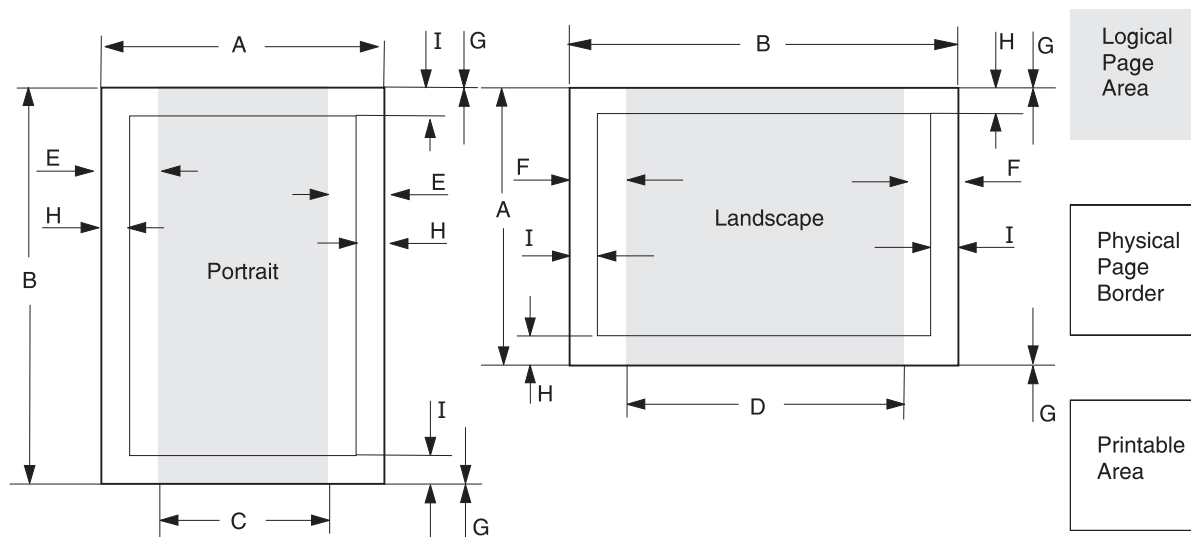 A
I
G
B
H
G
Logical
Page
Area
E
E
H
H
B
Portrait
I
G
C
F
F
A
Landscape
I
I
H
D
G
Physical
Page
Border
Printable
Area